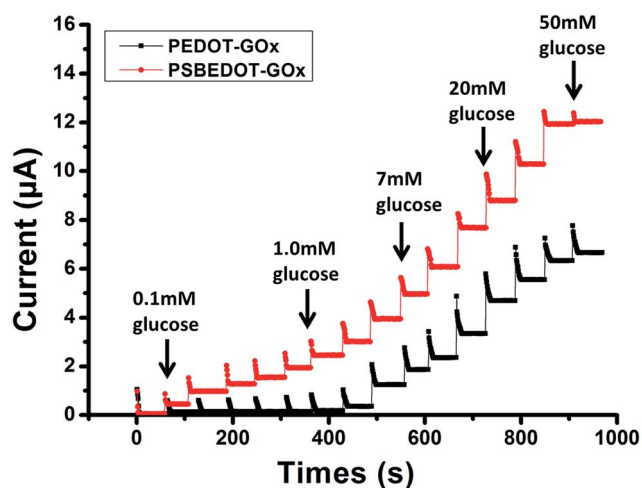 16
14
12
10
8
6
4
2
0
Current (µA)
PEDOT-GOx
PSBEDOT-GOx
50mM
glucose
20mM
glucose
7mM
glucose
1.0mM
glucose
0.1mM
glucose
0
200
400
600
800
1000
Times (s)